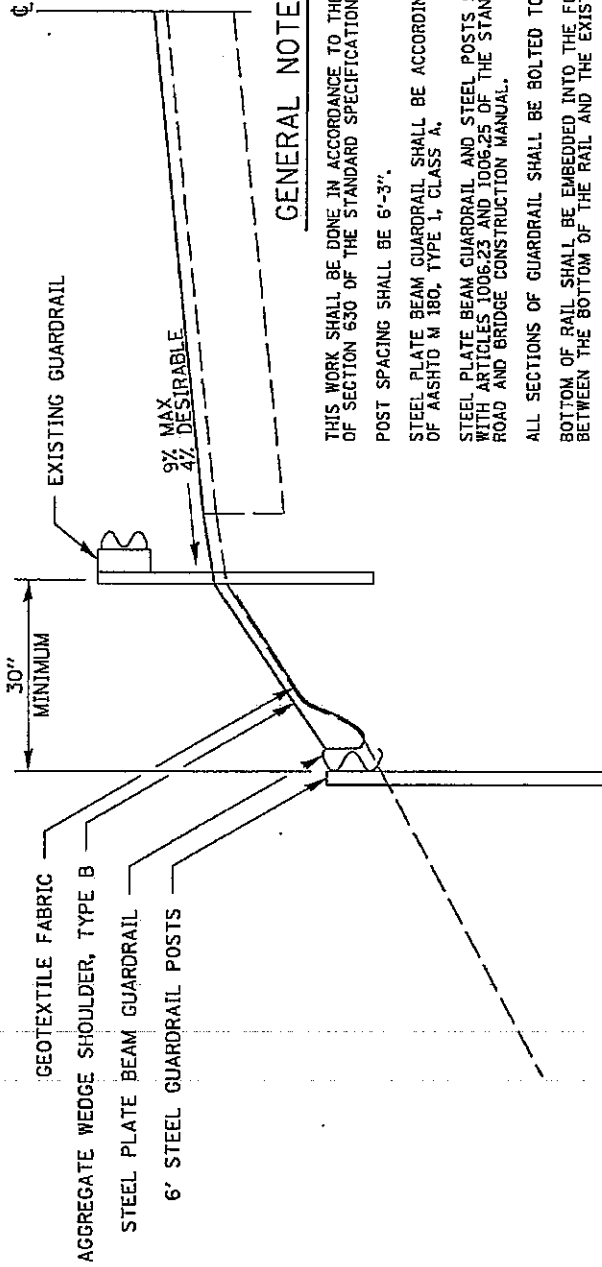 ℄
EXISTING GUARDRAIL
30"
MINIMUM
9% MAX
4% DESIRABLE
GEOTEXTILE FABRIC
AGGREGATE WEDGE SHOULDER, TYPE B
STEEL PLATE BEAM GUARDRAIL
6' STEEL GUARDRAIL POSTS
GENERAL NOTE
THIS WORK SHALL BE DONE IN ACCORDANCE TO THE
OF SECTION 630 OF THE STANDARD SPECIFICATION
POST SPACING SHALL BE 6'-3".
STEEL PLATE BEAM GUARDRAIL SHALL BE ACCORDIN
OF AASHTO M 180, TYPE 1, CLASS A.
STEEL PLATE BEAM GUARDRAIL AND STEEL POSTS
WITH ARTICLES 1006.23 AND 1006.25 OF THE STAN
ROAD AND BRIDGE CONSTRUCTION MANUAL.
ALL SECTIONS OF GUARDRAIL SHALL BE BOLTED TO
BOTTOM OF RAIL SHALL BE EMBEDDED INTO THE
BETWEEN THE BOTTOM OF THE RAIL AND THE EXIST